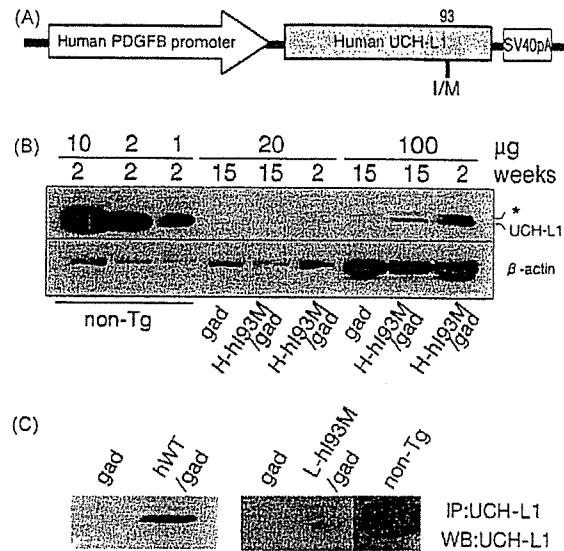 (A)
93
Human PDGFB promoter
Human UCH-L1
SV40pA
I/M
(B)
10 2 1 20 100 μg
2 2 2 15 15 2 15 15 2 weeks
*
UCH-L1
β-actin
non-Tg
gad
H-hI93M
/gad
H-hI93M
/gad
gad
H-hI93M
/gad
H-hI93M
/gad
(C)
gad
hWT
/gad
gad
L-hI93M
/gad
non-Tg
IP:UCH-L1
WB:UCH-L1